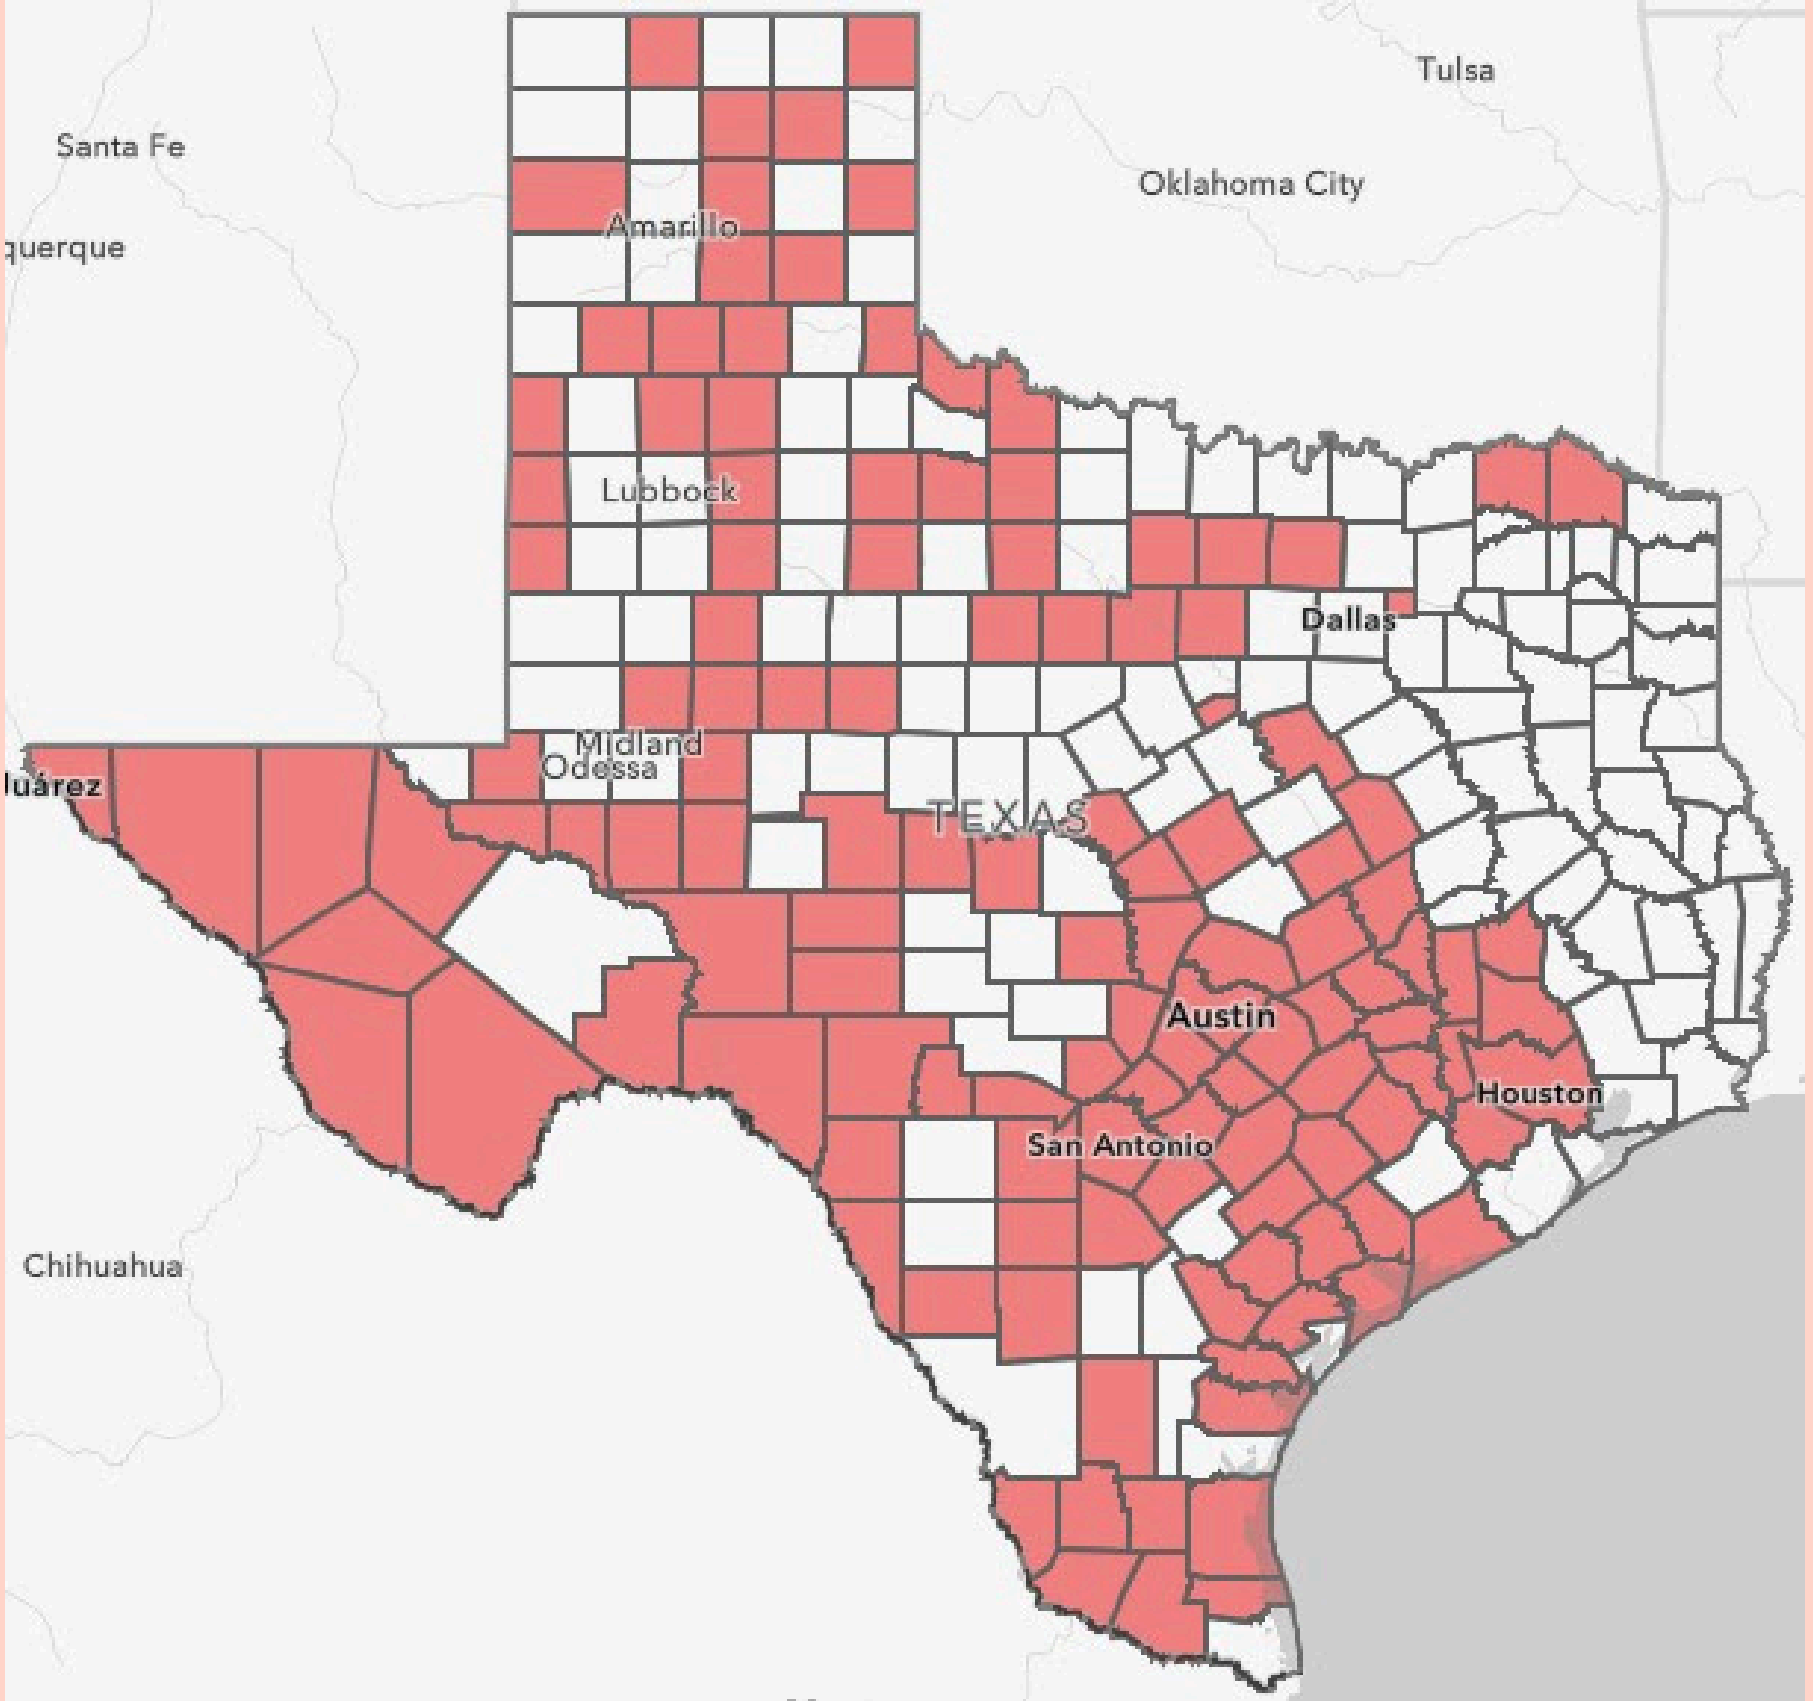 Tulsa
Santa Fe
Oklahoma City
Amarillo
querque
Lubbock
Dallas
Midland
Odessa
Juárez
TEXAS
Austin
Houston
San Antonio
Chihuahua